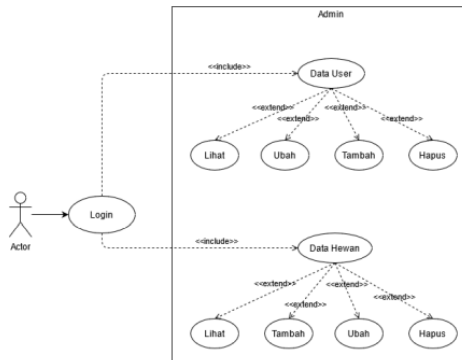 Admin
<<include>>
Data User
<<extend>>
<<extend>>
<<extend>>
<<extend>>
Lihat
Ubah
Tambah
Hapus
Login
Actor
<<include>>
Data Hewan
<<extend>>
<<extend>>
<<extend>>
<<extend>>
Lihat
Tambah
Ubah
Hapus